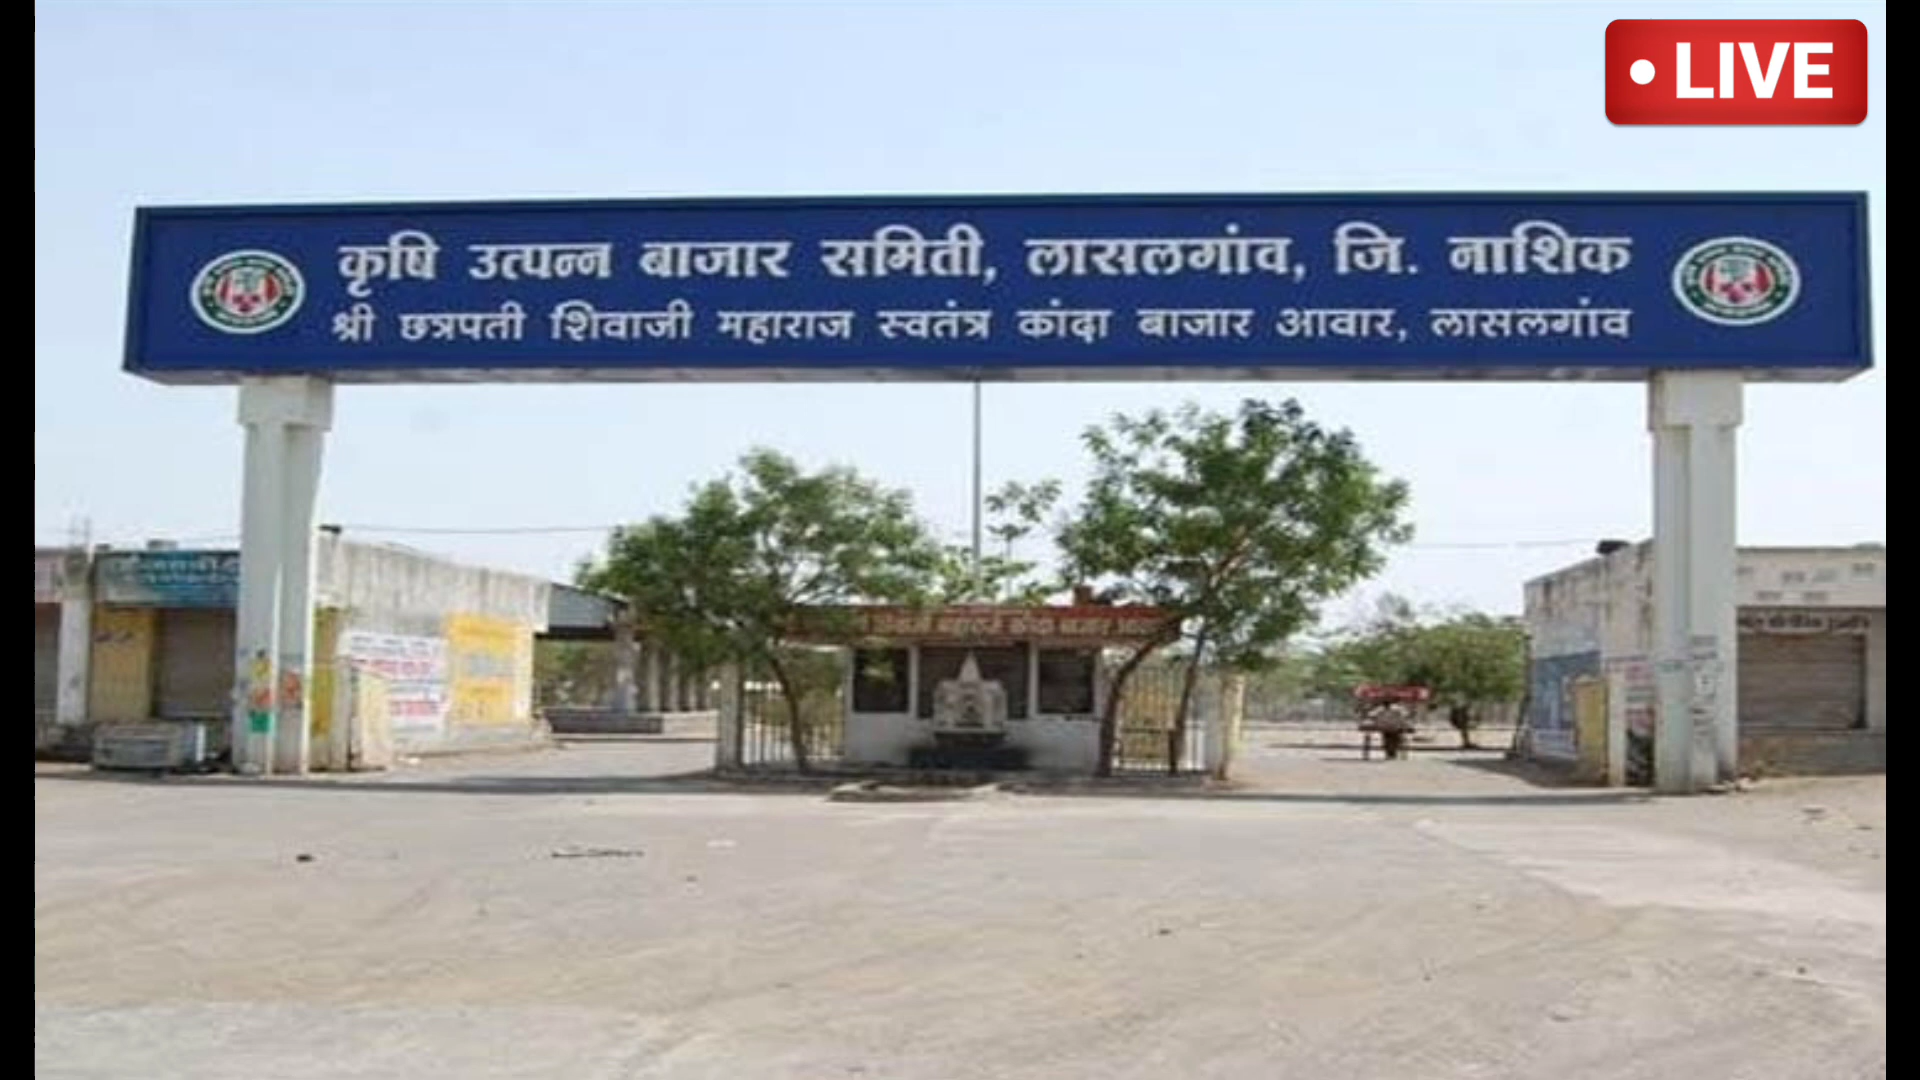 LIVE
कृषि उत्पन्न बाजार समिती, लासलगांव, जि. नाशिक
श्री छत्रपती शिवाजी महाराज स्वतंत्र कांदा बाजार आवार, लासलगांव